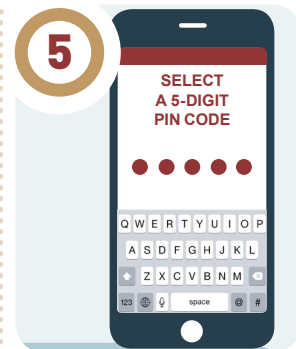 5
SELECT
A 5-DIGIT
PIN CODE
Q W E R T Y U I O P
A S D F G H J K L
Z X C V B N M
123 space @ #